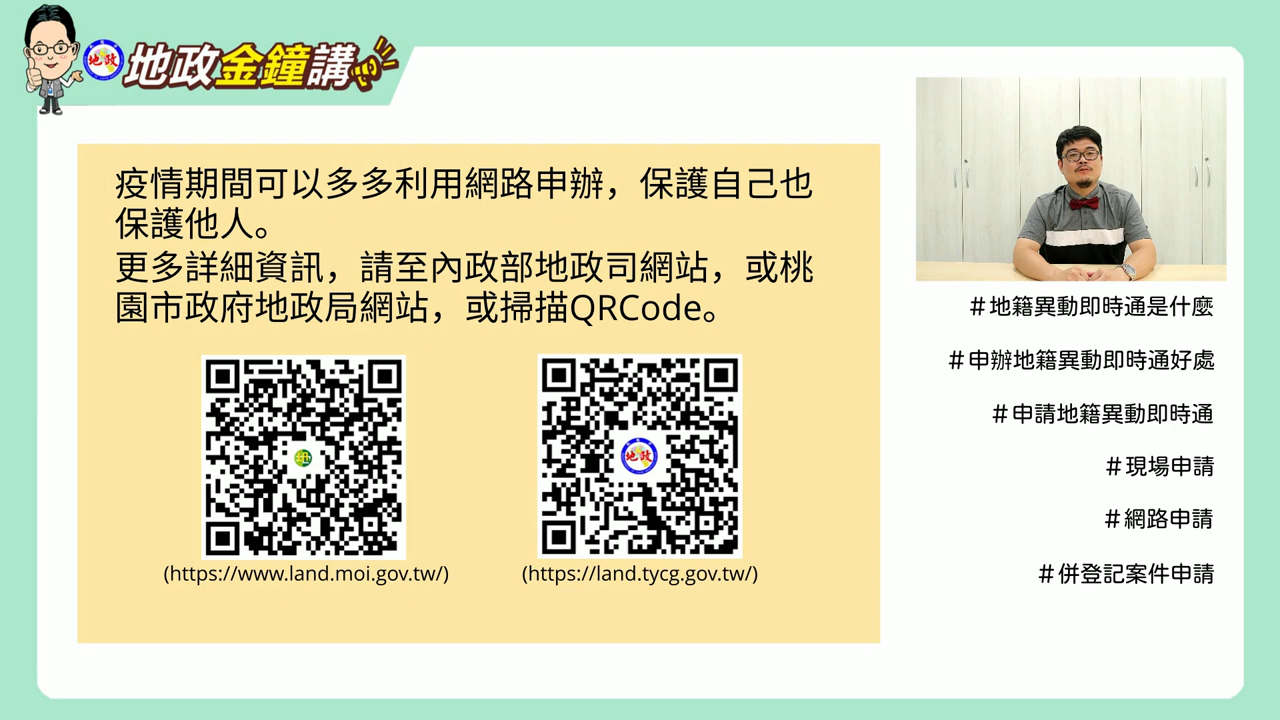 地政
地政金鐘講
疫情期間可以多多利用網路申辦，保護自己也
保護他人。
更多詳細資訊，請至內政部地政司網站，或桃
園市政府地政局網站，或掃描QRCode。
地
地政
(https://www.land.moi.gov.tw/)
(https://land.tycg.gov.tw/)
＃地籍異動即時通是什麼
＃申辦地籍異動即時通好處
＃申請地籍異動即時通
＃現場申請
＃網路申請
＃併登記案件申請